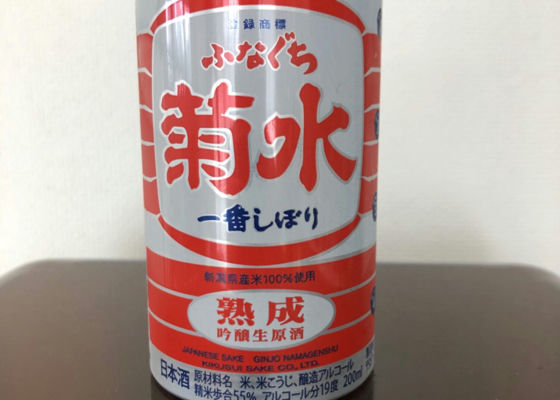 登録商標
ふなぐち
菊水
一番しぼり
新潟県産米100%使用
熟成
吟醸生原酒
JAPANESE SAKE GINJO NAMAGENSHU
KIKUSUI SAKE CO., LTD.
日本酒 原材料名 米、米こうじ、醸造アルコール
精米歩合55% アルコール分19度 200ml